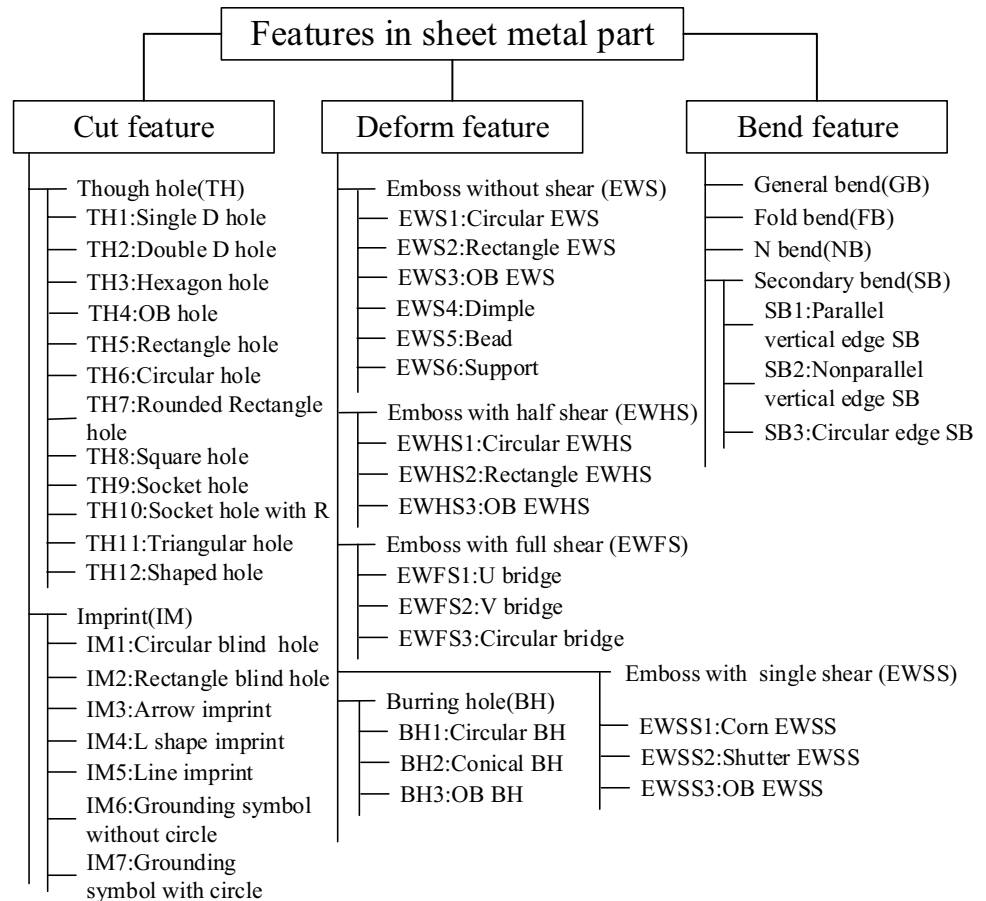 Features in sheet metal part
Cut feature
Though hole(TH)
TH1:Single D hole
TH2:Double D hole
TH3:Hexagon hole
TH4:OB hole
TH5:Rectangle hole
TH6:Circular hole
TH7:Rounded Rectangle
hole
TH8:Square hole
TH9:Socket hole
TH10:Socket hole with R
TH11:Triangular hole
TH12:Shaped hole
Imprint(IM)
IM1:Circular blind hole
IM2:Rectangle blind hole
IM3:Arrow imprint
IM4:L shape imprint
IM5:Line imprint
IM6:Grounding symbol
without circle
IM7:Grounding
symbol with circle
Deform feature
Emboss without shear (EWS)
EWS1:Circular EWS
EWS2:Rectangle EWS
EWS3:OB EWS
EWS4:Dimple
EWS5:Bead
EWS6:Support
Emboss with half shear (EWHS)
EWHS1:Circular EWHS
EWHS2:Rectangle EWHS
EWHS3:OB EWHS
Emboss with full shear (EWFS)
EWFS1:U bridge
EWFS2:V bridge
EWFS3:Circular bridge
Emboss with single shear (EWSS)
EWSS1:Corn EWSS
EWSS2:Shutter EWSS
EWSS3:OB EWSS
Burring hole(BH)
BH1:Circular BH
BH2:Conical BH
BH3:OB BH
Bend feature
General bend(GB)
Fold bend(FB)
N bend(NB)
Secondary bend(SB)
SB1:Parallel
vertical edge SB
SB2:Nonparallel
vertical edge SB
SB3:Circular edge SB